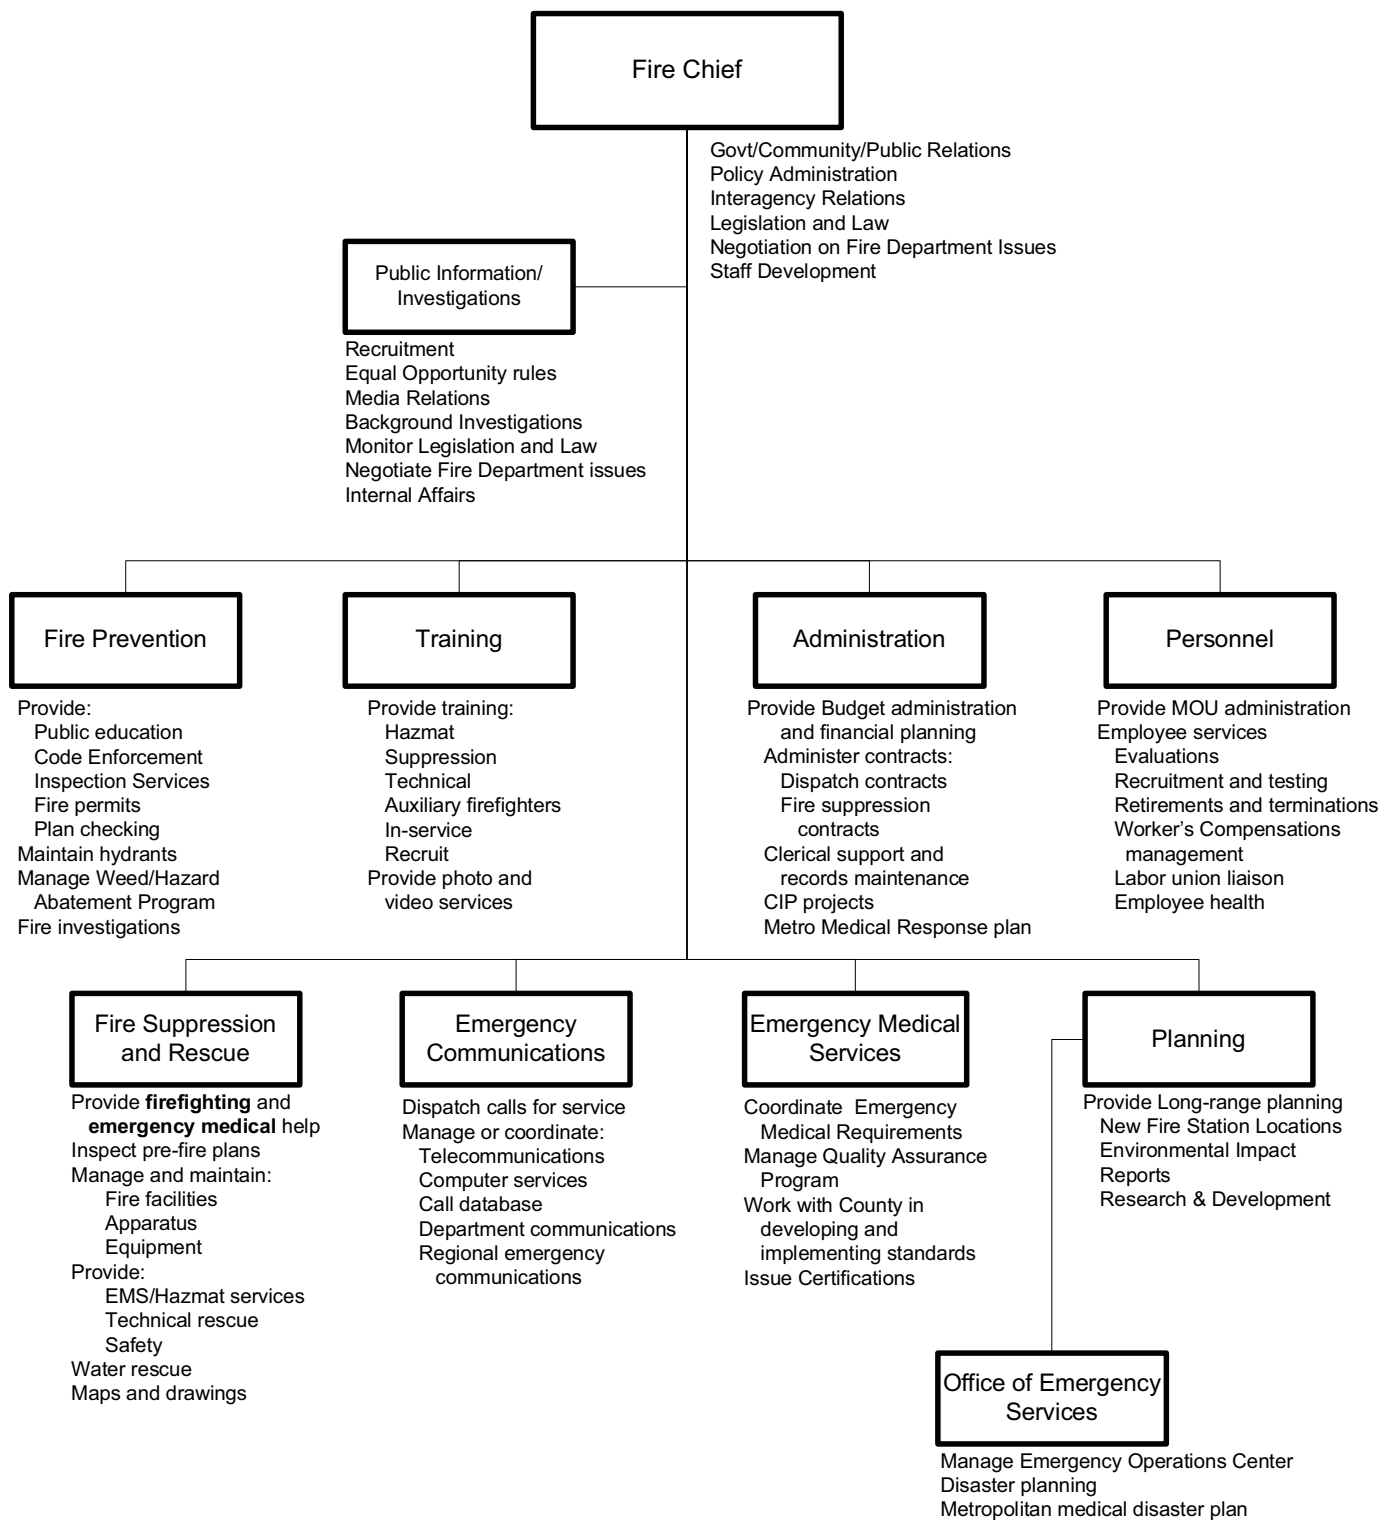 Fire Chief
Govt/Community/Public Relations
Policy Administration
Interagency Relations
Legislation and Law
Negotiation on Fire Department Issues
Staff Development
Public Information/
Investigations
Recruitment
Equal Opportunity rules
Media Relations
Background Investigations
Monitor Legislation and Law
Negotiate Fire Department issues
Internal Affairs
Fire Prevention
Provide:
Public education
Code Enforcement
Inspection Services
Fire permits
Plan checking
Maintain hydrants
Manage Weed/Hazard
Abatement Program
Fire investigations
Training
Provide training:
Hazmat
Suppression
Technical
Auxiliary firefighters
In-service
Recruit
Provide photo and
video services
Administration
Provide Budget administration
and financial planning
Administer contracts:
Dispatch contracts
Fire suppression
contracts
Clerical support and
records maintenance
CIP projects
Metro Medical Response plan
Personnel
Provide MOU administration
Employee services
Evaluations
Recruitment and testing
Retirements and terminations
Worker's Compensations
management
Labor union liaison
Employee health
Fire Suppression
and Rescue
Provide firefighting and
emergency medical help
Inspect pre-fire plans
Manage and maintain:
Fire facilities
Apparatus
Equipment
Provide:
EMS/Hazmat services
Technical rescue
Safety
Water rescue
Maps and drawings
Emergency
Communications
Dispatch calls for service
Manage or coordinate:
Telecommunications
Computer services
Call database
Department communications
Regional emergency
communications
Emergency Medical
Services
Coordinate Emergency
Medical Requirements
Manage Quality Assurance
Program
Work with County in
developing and
implementing standards
Issue Certifications
Planning
Provide Long-range planning
New Fire Station Locations
Environmental Impact
Reports
Research & Development
Office of Emergency
Services
Manage Emergency Operations Center
Disaster planning
Metropolitan medical disaster plan